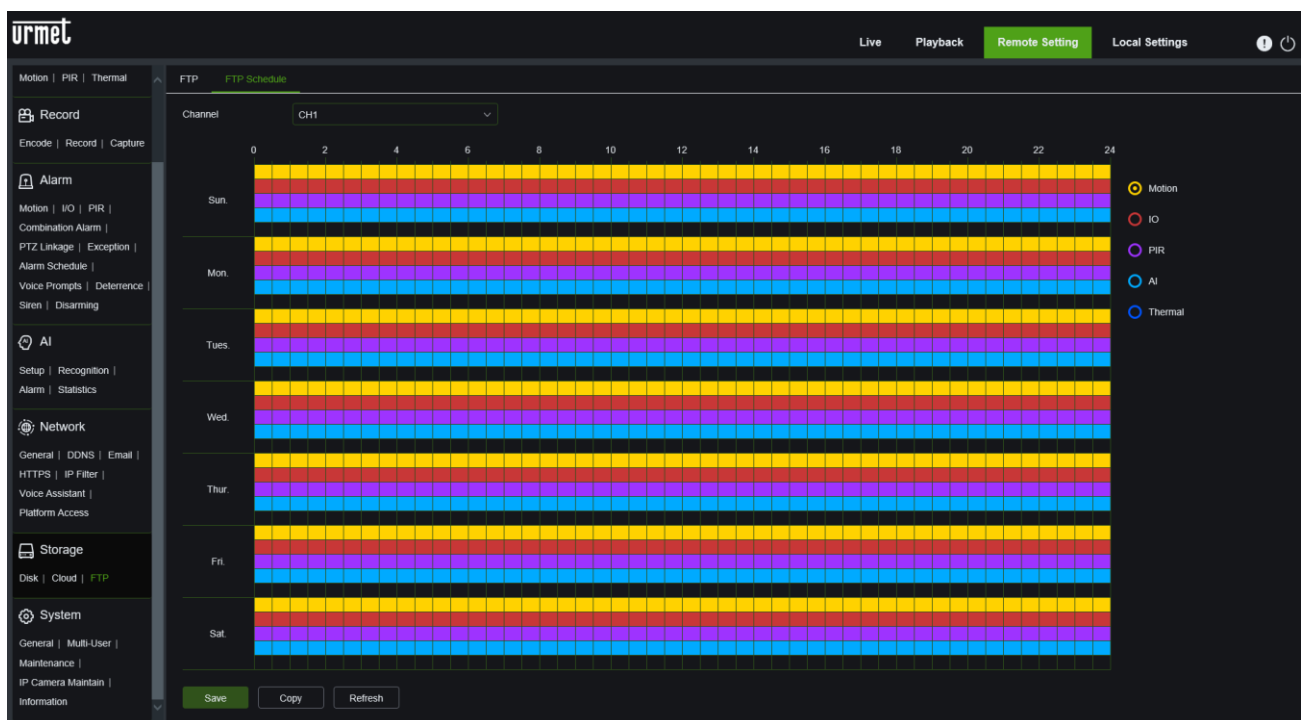 urmet
Live Playback Remote Setting Local Settings
Motion | PIR | Thermal
Record
Encode | Record | Capture
Alarm
Motion | I/O | PIR |
Combination Alarm |
PTZ Linkage | Exception |
Alarm Schedule |
Voice Prompts | Deterrence |
Siren | Disarming
AI
Setup | Recognition |
Alarm | Statistics
Network
General | DDNS | Email |
HTTPS | IP Filter |
Voice Assistant |
Platform Access
Storage
Disk | Cloud | FTP
System
General | Multi-User |
Maintenance |
IP Camera Maintain |
Information
FTP FTP Schedule
Channel CH1
0 2 4 6 8 10 12 14 16 18 20 22 24
Sun.
Mon.
Tues.
Wed.
Thur.
Fri.
Sat.
Motion
IO
PIR
AI
Thermal
Save Copy Refresh